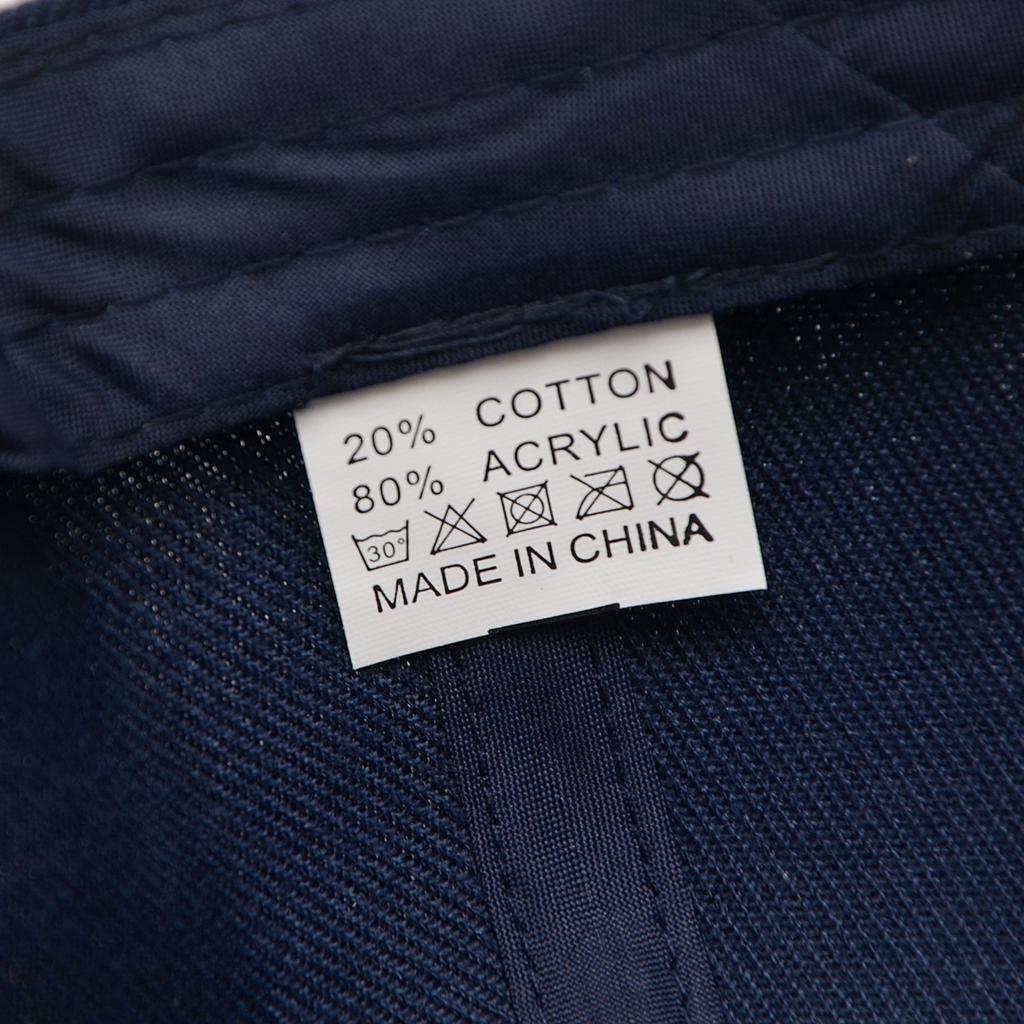 20% COTTON
80% ACRYLIC
30°
MADE IN CHINA